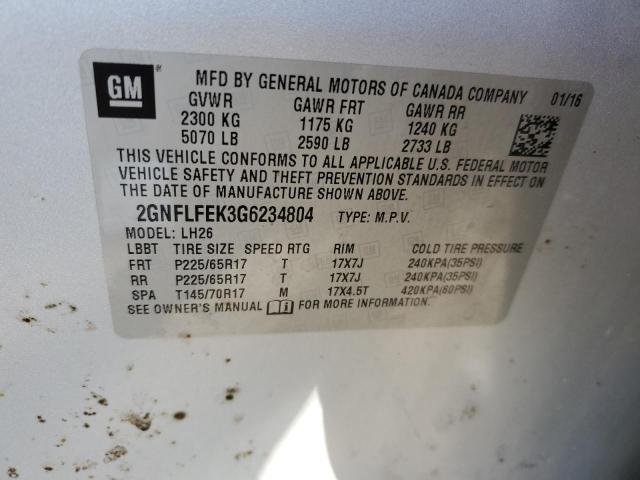 GM
MFD BY GENERAL MOTORS OF CANADA COMPANY 01/16
GVWR GAWR FRT GAWR RR
2300 KG 1175 KG 1240 KG
5070 LB 2590 LB 2733 LB
THIS VEHICLE CONFORMS TO ALL APPLICABLE U.S. FEDERAL MOTOR
VEHICLE SAFETY AND THEFT PREVENTION STANDARDS IN EFFECT ON
THE DATE OF MANUFACTURE SHOWN ABOVE.
2GNFLFEK3G6234804 TYPE: M.P.V.
MODEL: LH26
LBBT TIRE SIZE SPEED RTG RIM COLD TIRE PRESSURE
FRT P225/65R17 T 17X7J 240KPA(35PSI)
RR P225/65R17 T 17X7J 240KPA(35PSI)
SPA T145/70R17 M 17X4.5T 420KPA(60PSI)
SEE OWNER'S MANUAL FOR MORE INFORMATION